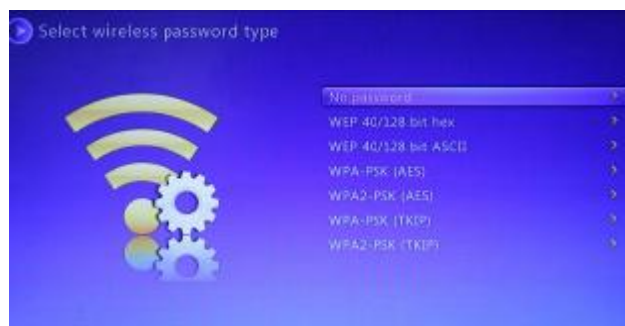 Select wireless password type
No password
WEP 40/128 bit hex
WEP 40/128 bit ASCII
WPA-PSK (AES)
WPA2-PSK (AES)
WPA-PSK (TKIP)
WPA2-PSK (TKIP)